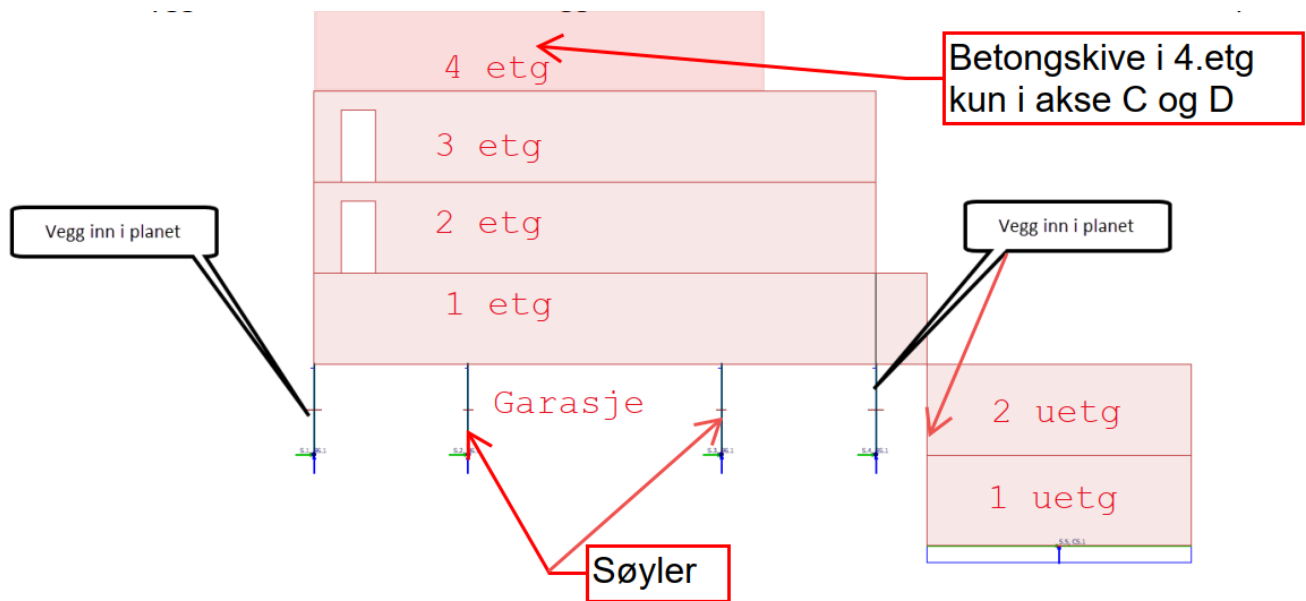 4 etg
Betongskive i 4.etg
kun i akse C og D
3 etg
Vegg inn i planet
2 etg
Vegg inn i planet
1 etg
Garasje
2 uetg
1 uetg
Søyler